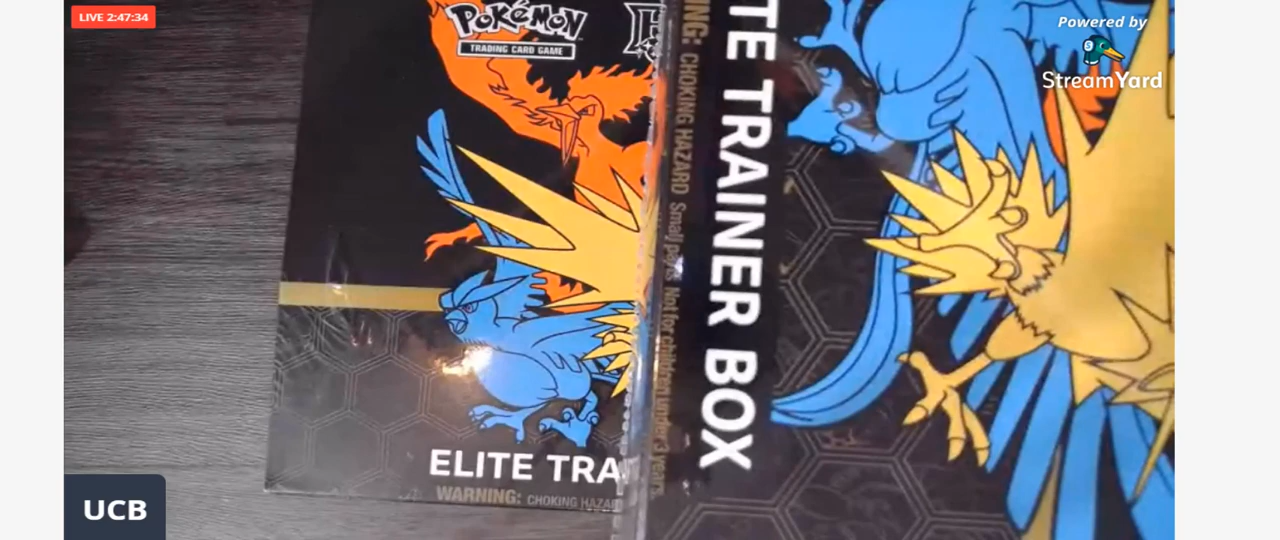 LIVE 2:47:34
Powered by
StreamYard
POKÉMON
TRADING CARD GAME
H
ELITE TRA
WARNING: CHOKING HAZAR
TE TRAINER BOX
NING: CHOKING HAZARD Small parts. Not for children under 3 years.
UCB